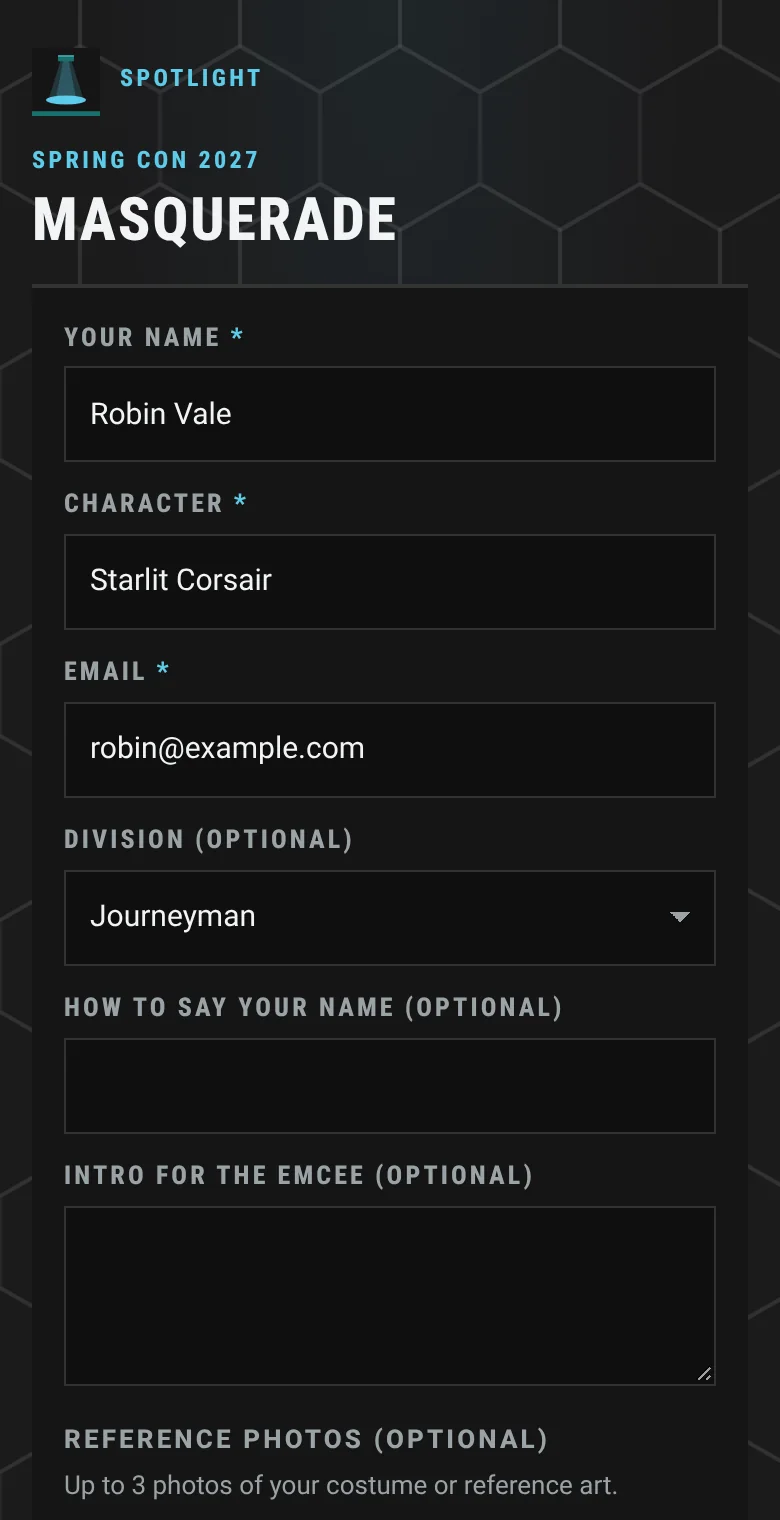 SPOTLIGHT
SPRING CON 2027
MASQUERADE
YOUR NAME *
Robin Vale
CHARACTER *
Starlit Corsair
EMAIL *
robin@example.com
DIVISION (OPTIONAL)
Journeyman
HOW TO SAY YOUR NAME (OPTIONAL)
INTRO FOR THE EMCEE (OPTIONAL)
REFERENCE PHOTOS (OPTIONAL)
Up to 3 photos of your costume or reference art.